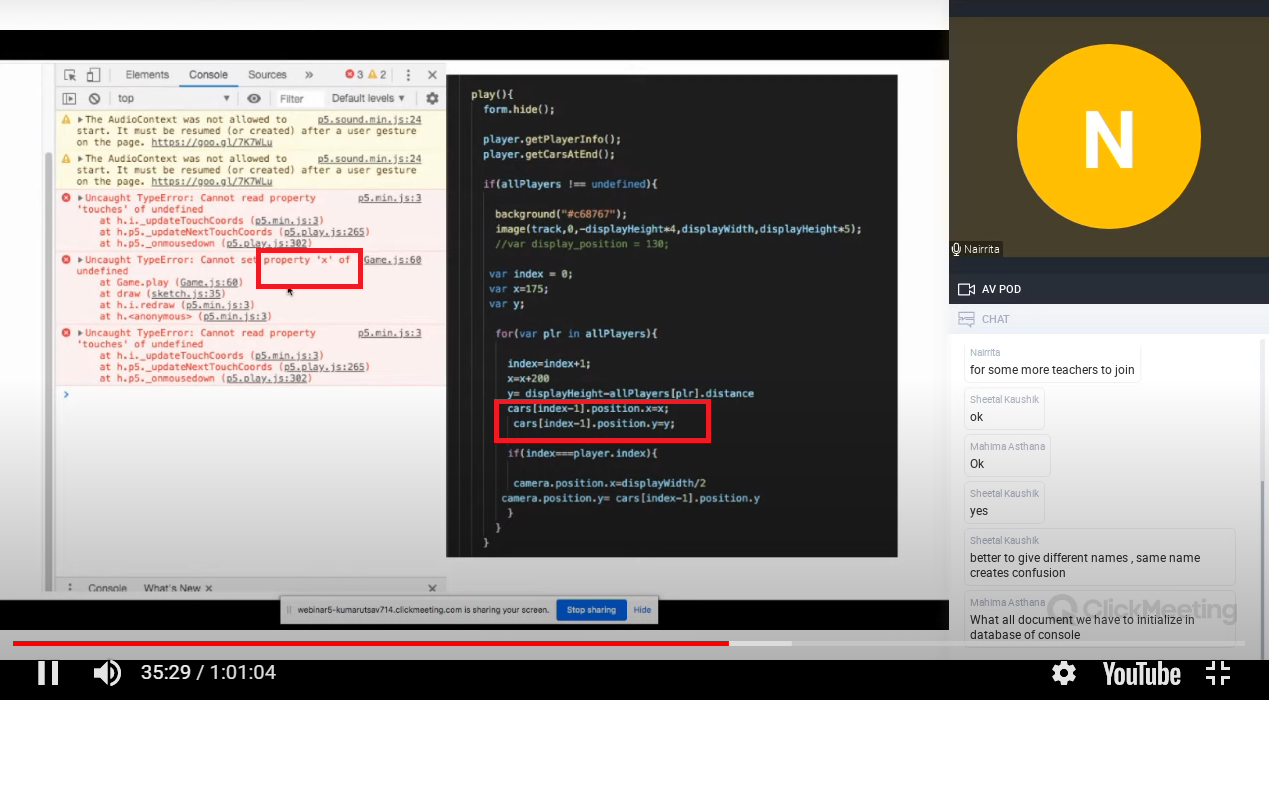 Elements Console Sources » 3 2
top Filter Default levels ▼
The AudioContext was not allowed to p5.sound.min.js:24
start. It must be resumed (or created) after a user gesture
on the page. https://goo.gl/7K7WLu
The AudioContext was not allowed to p5.sound.min.js:24
start. It must be resumed (or created) after a user gesture
on the page. https://goo.gl/7K7WLu
Uncaught TypeError: Cannot read property p5.min.js:3
'touches' of undefined
at h.i._updateTouchCoords (p5.min.js:3)
at h.p5._updateNextTouchCoords (p5.play.js:265)
at h.p5._onmousedown (p5.play.js:302)
Uncaught TypeError: Cannot set property 'x' of Game.js:60
undefined
at Game.play (Game.js:60)
at draw (sketch.js:35)
at h.i.redraw (p5.min.js:3)
at h.<anonymous> (p5.min.js:3)
Uncaught TypeError: Cannot read property p5.min.js:3
'touches' of undefined
at h.i._updateTouchCoords (p5.min.js:3)
at h.p5._updateNextTouchCoords (p5.play.js:265)
at h.p5._onmousedown (p5.play.js:302)
Console What's New ×
play(){
form.hide();
player.getPlayerInfo();
player.getCarsAtEnd();
if(allPlayers !== undefined){
background("#c68767");
image(track,0,-displayHeight*4,displayWidth,displayHeight*5);
//var display_position = 130;
var index = 0;
var x=175;
var y;
for(var plr in allPlayers){
index=index+1;
x=x+200
y= displayHeight-allPlayers[plr].distance
cars[index-1].position.x=x;
cars[index-1].position.y=y;
if(index===player.index){
camera.position.x=displayWidth/2
camera.position.y= cars[index-1].position.y
}
}
}
webinar5-kumarutsav714.clickmeeting.com is sharing your screen. Stop sharing Hide
35:29 / 1:01:04
YouTube
N
Nairrita
AV POD
CHAT
Nairrita
for some more teachers to join
Sheetal Kaushik
ok
Mahima Asthana
Ok
Sheetal Kaushik
yes
Sheetal Kaushik
better to give different names , same name
creates confusion
Mahima Asthana
ClickMeeting
What all document we have to initialize in
database of console